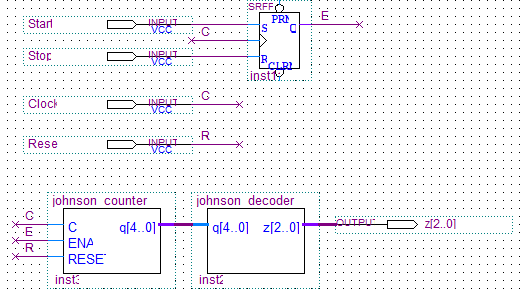 SRFF
Start INPUT VCC S PRN Q E
C
Stop INPUT VCC R CLRN
inst1
Clock INPUT VCC C
Rese INPUT VCC R
johnson_counter johnson_decoder
C C q[4..0] q[4..0] z[2..0] OUTPUT z[2..0]
E ENA
R RESET
inst3 inst2